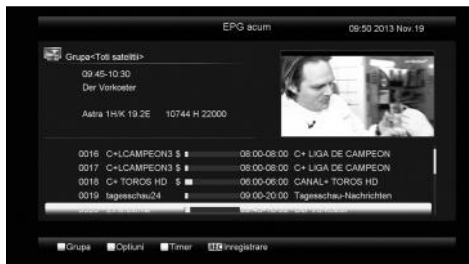 EPG acum 09:50 2013 Nov.19
Grupa<Toti satelitii>
09:45-10:30
Der Vorkoster
Astra 1H/K 19.2E 10744 H 22000
0016 C+LCAMPEON3 $ 08:00-08:00 C+ LIGA DE CAMPEON
0017 C+LCAMPEON3 $ 08:00-08:00 C+ LIGA DE CAMPEON
0018 C+ TOROS HD $ 06:00-06:00 CANAL+ TOROS HD
0019 tagesschau24 09:00-20:00 Tagesschau-Nachrichten
Grupa Optiuni Timer Inregistrare